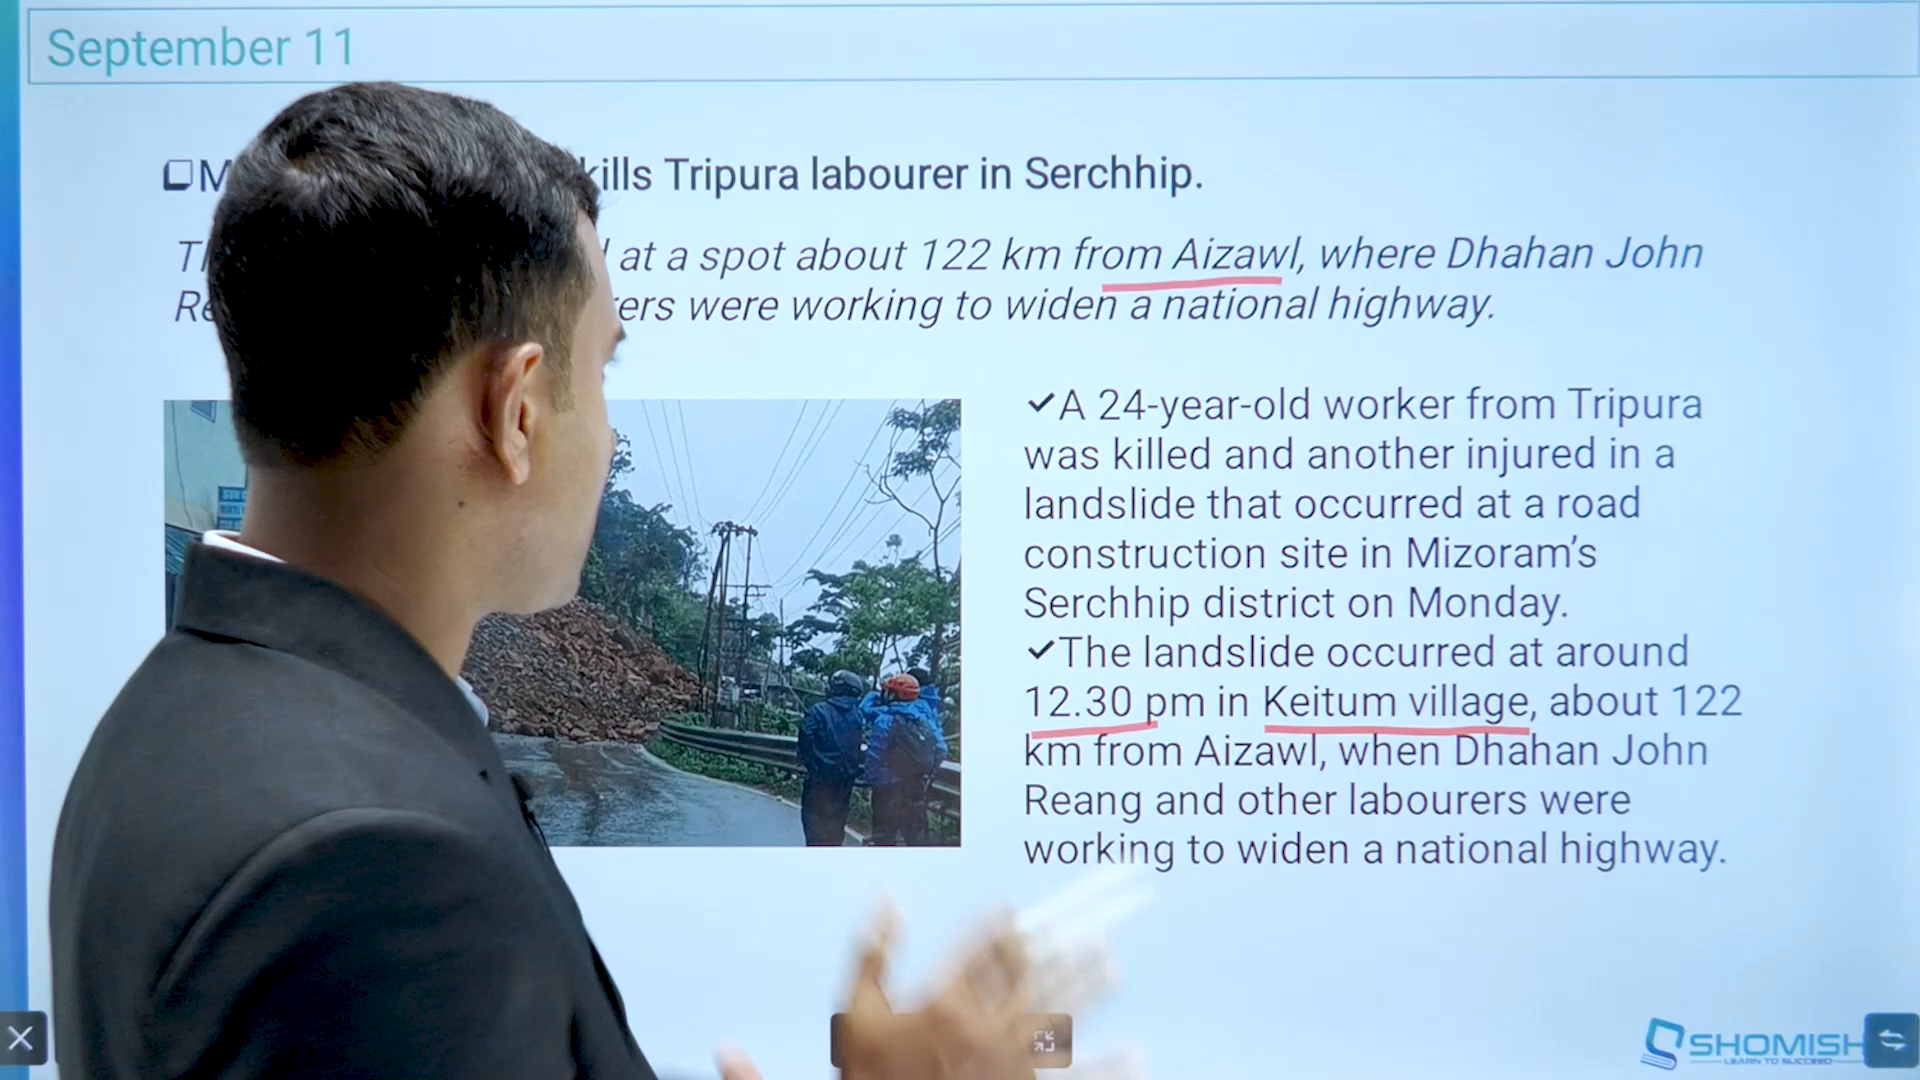 September 11
kills Tripura labourer in Serchhip.
at a spot about 122 km from Aizawl, where Dhahan John
were working to widen a national highway.
✓A 24-year-old worker from Tripura
was killed and another injured in a
landslide that occurred at a road
construction site in Mizoram’s
Serchhip district on Monday.
✓The landslide occurred at around
12.30 pm in Keitum village, about 122
km from Aizawl, when Dhahan John
Reang and other labourers were
working to widen a national highway.
SHOMISH
LEARN TO SUCCEED